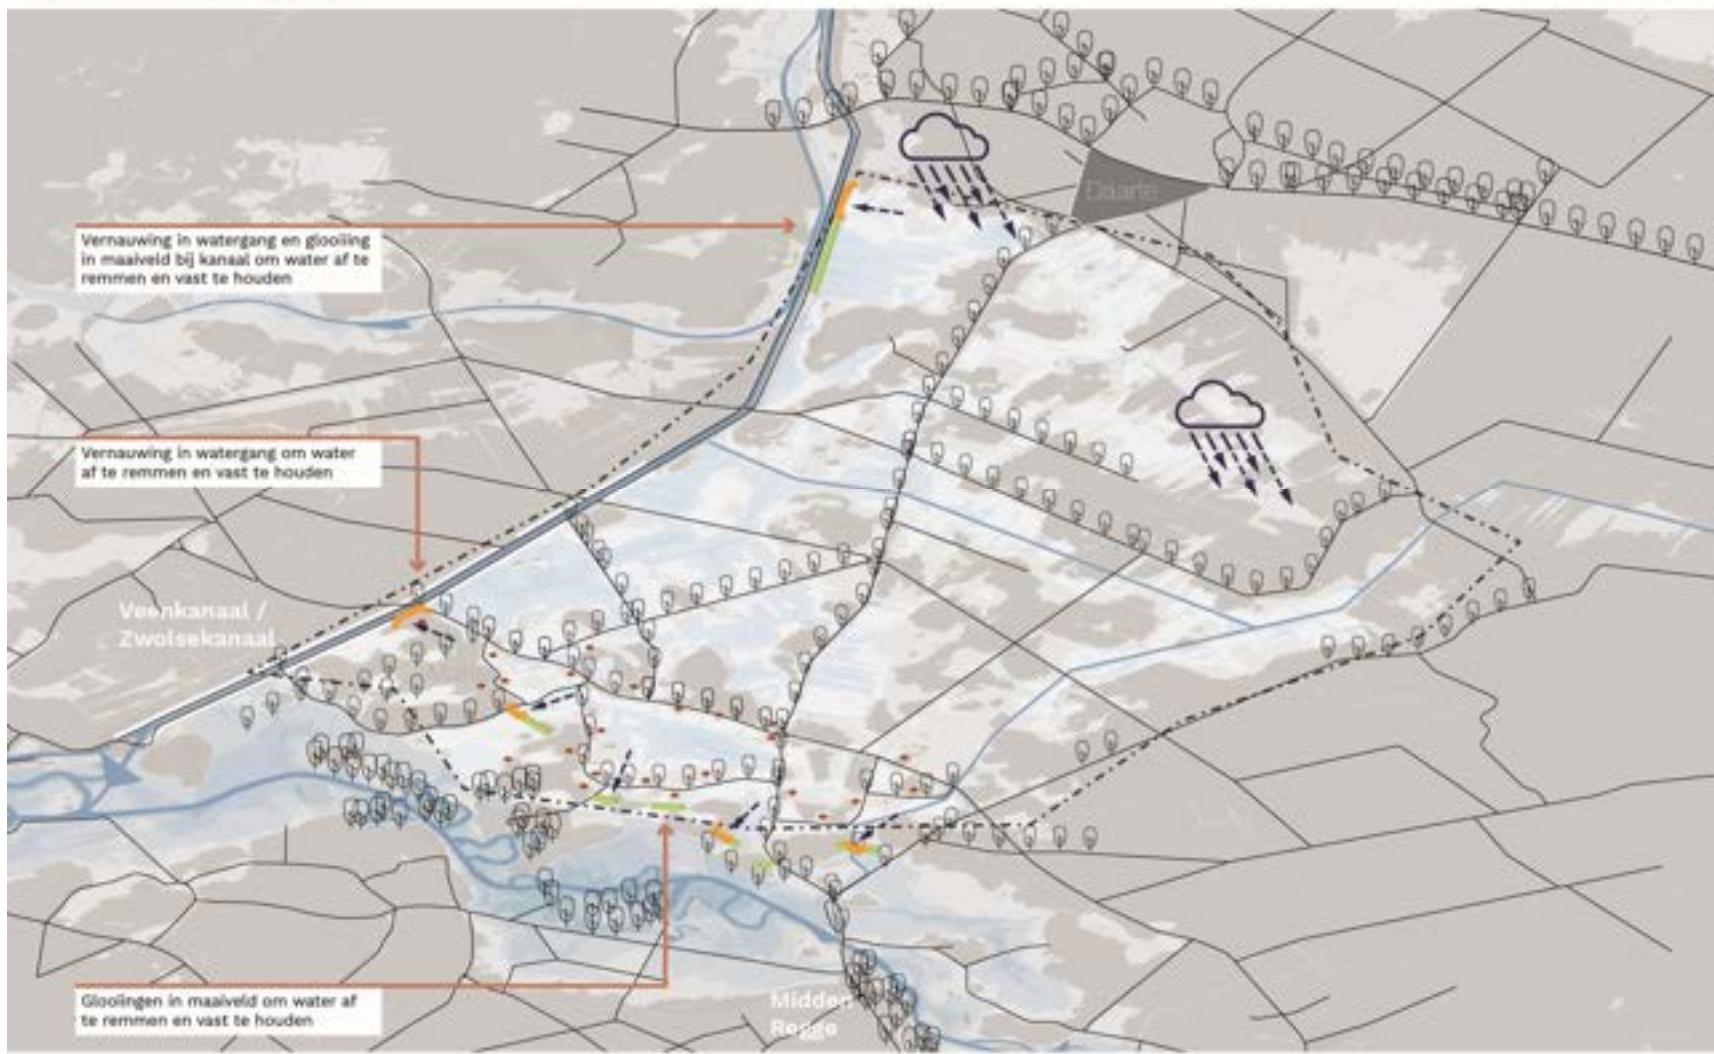 Daarle
Vernauwing in watergang en glooiing
in maaiveld bij kanaal om water af te
remmen en vast te houden
Vernauwing in watergang om water
af te remmen en vast te houden
Veenkanaal /
Zwolsekanaal
Glooiingen in maaiveld om water af
te remmen en vast te houden
Midden
Regge